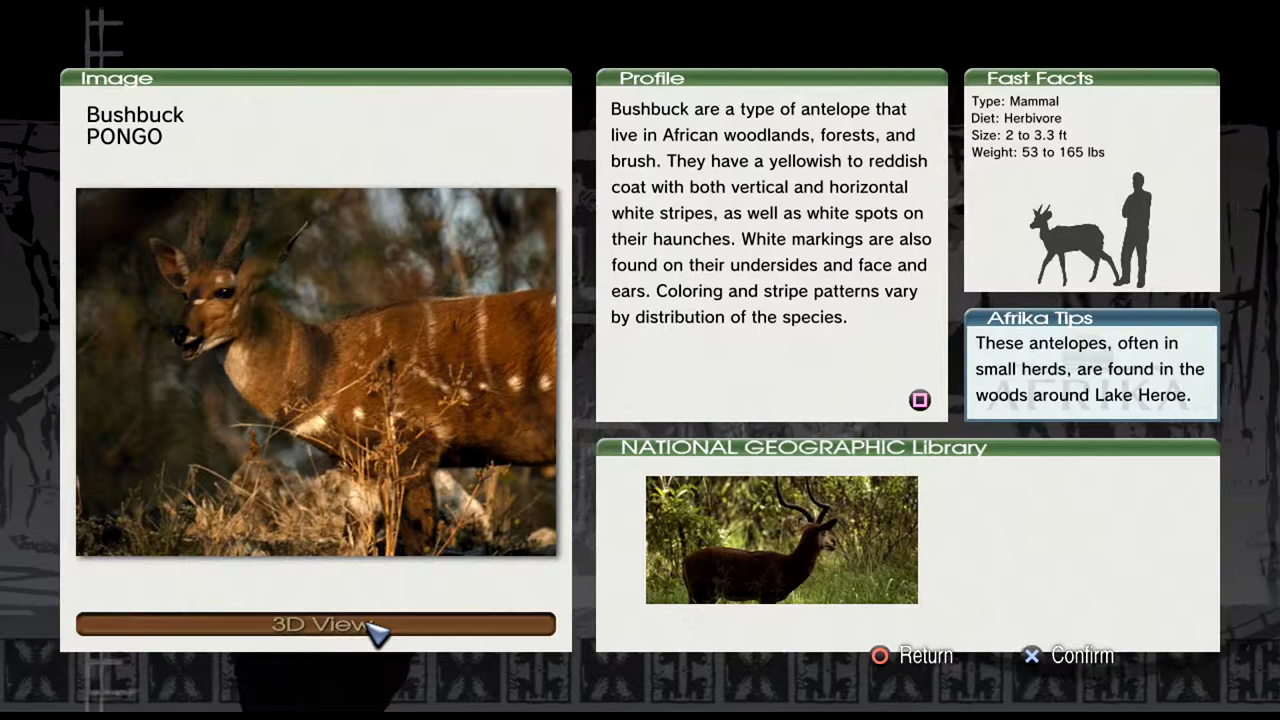 Image
Bushbuck
PONGO
3D View
Profile
Bushbuck are a type of antelope that
live in African woodlands, forests, and
brush. They have a yellowish to reddish
coat with both vertical and horizontal
white stripes, as well as white spots on
their haunches. White markings are also
found on their undersides and face and
ears. Coloring and stripe patterns vary
by distribution of the species.
Fast Facts
Type: Mammal
Diet: Herbivore
Size: 2 to 3.3 ft
Weight: 53 to 165 lbs
Afrika Tips
These antelopes, often in
small herds, are found in the
woods around Lake Heroe.
AFRIKA
NATIONAL GEOGRAPHIC Library
Return
Confirm